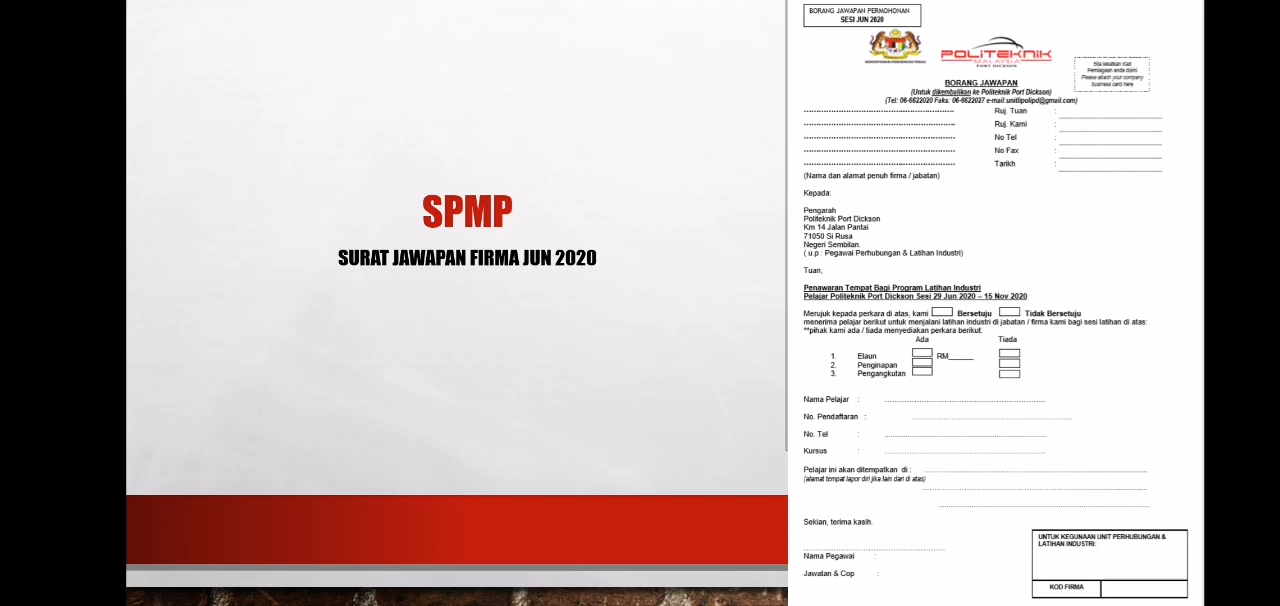 SPMP
SURAT JAWAPAN FIRMA JUN 2020
BORANG JAWAPAN PERMOHONAN
SESI JUN 2020
KEMENTERIAN PENDIDIKAN TINGGI
POLITEKNIK
MALAYSIA
PORT DICKSON
Sila lekatkan kad
Perniagaan anda disini
Please attach your company
business card here
BORANG JAWAPAN
(Untuk dikembalikan ke Politeknik Port Dickson)
(Tel: 06-6622020 Faks: 06-6622027 e-mail:unitlipolipd@gmail.com)
Ruj. Tuan :
Ruj. Kami :
No Tel :
No Fax :
Tarikh :
(Nama dan alamat penuh firma / jabatan)
Kepada:
Pengarah
Politeknik Port Dickson
Km 14 Jalan Pantai
71050 Si Rusa
Negeri Sembilan.
( u.p : Pegawai Perhubungan & Latihan Industri)
Tuan,
Penawaran Tempat Bagi Program Latihan Industri
Pelajar Politeknik Port Dickson Sesi 29 Jun 2020 – 15 Nov 2020
Merujuk kepada perkara di atas, kami Bersetuju Tidak Bersetuju
menerima pelajar berikut untuk menjalani latihan industri di jabatan / firma kami bagi sesi latihan di atas:
**pihak kami ada / tiada menyediakan perkara berikut:
Ada Tiada
1. Elaun RM______
2. Penginapan
3. Pengangkutan
Nama Pelajar :
No. Pendaftaran :
No. Tel :
Kursus :
Pelajar ini akan ditempatkan di :
(alamat tempat lapor diri jika lain dari di atas)
Sekian, terima kasih.
Nama Pegawai :
Jawatan & Cop :
UNTUK KEGUNAAN UNIT PERHUBUNGAN &
LATIHAN INDUSTRI:
KOD FIRMA